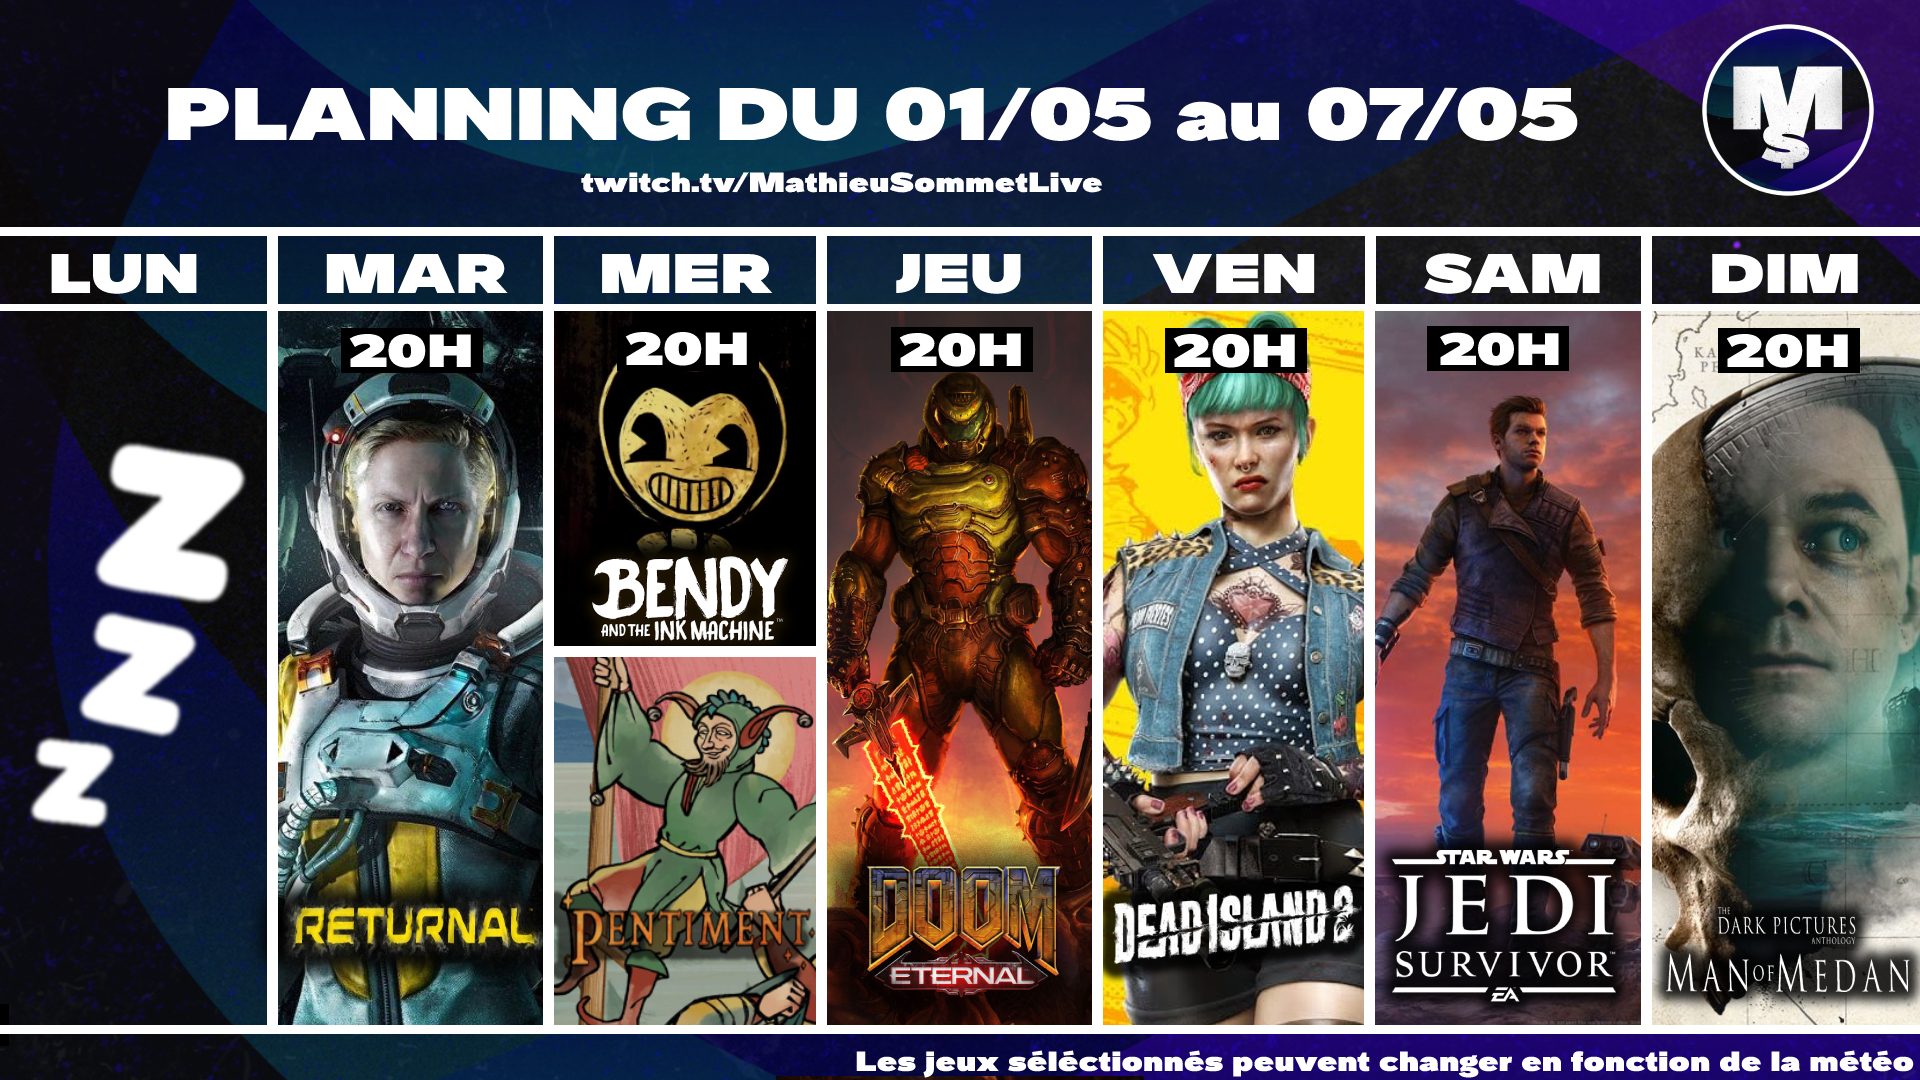 PLANNING DU 01/05 au 07/05
twitch.tv/MathieuSommetLive
MS
LUN
MAR
MER
JEU
VEN
SAM
DIM
20H
20H
20H
20H
20H
20H
Z
Z
Z
RETURNAL
BENDY
AND THE INK MACHINE™
PENTIMENT
DOOM
ETERNAL
DEAD ISLAND 2
STAR WARS
JEDI
SURVIVOR™
EA
THE
DARK PICTURES
ANTHOLOGY
MAN OF MEDAN
Les jeux séléctionnés peuvent changer en fonction de la météo